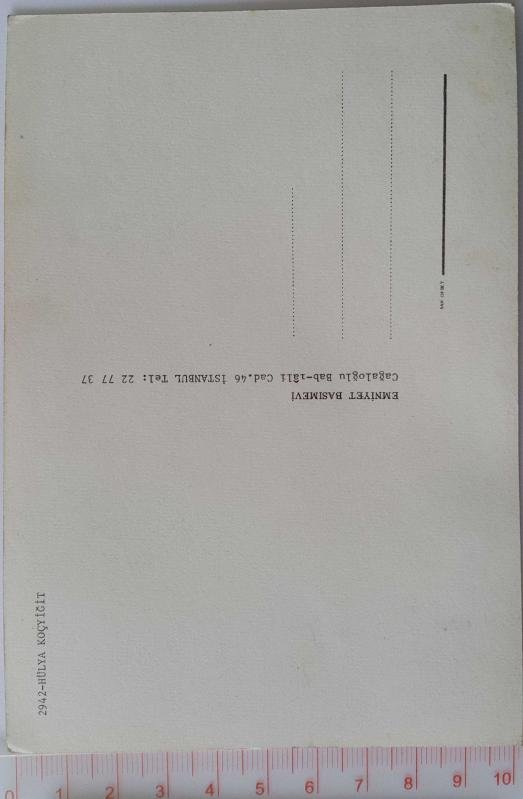 2942-HÜLYA KOÇYİĞİT
EMNİYET BASIMEVİ
Cağaloğlu Bab-ıâli Cad.46 İSTANBUL Tel: 22 77 37
0 1 2 3 4 5 6 7 8 9 10